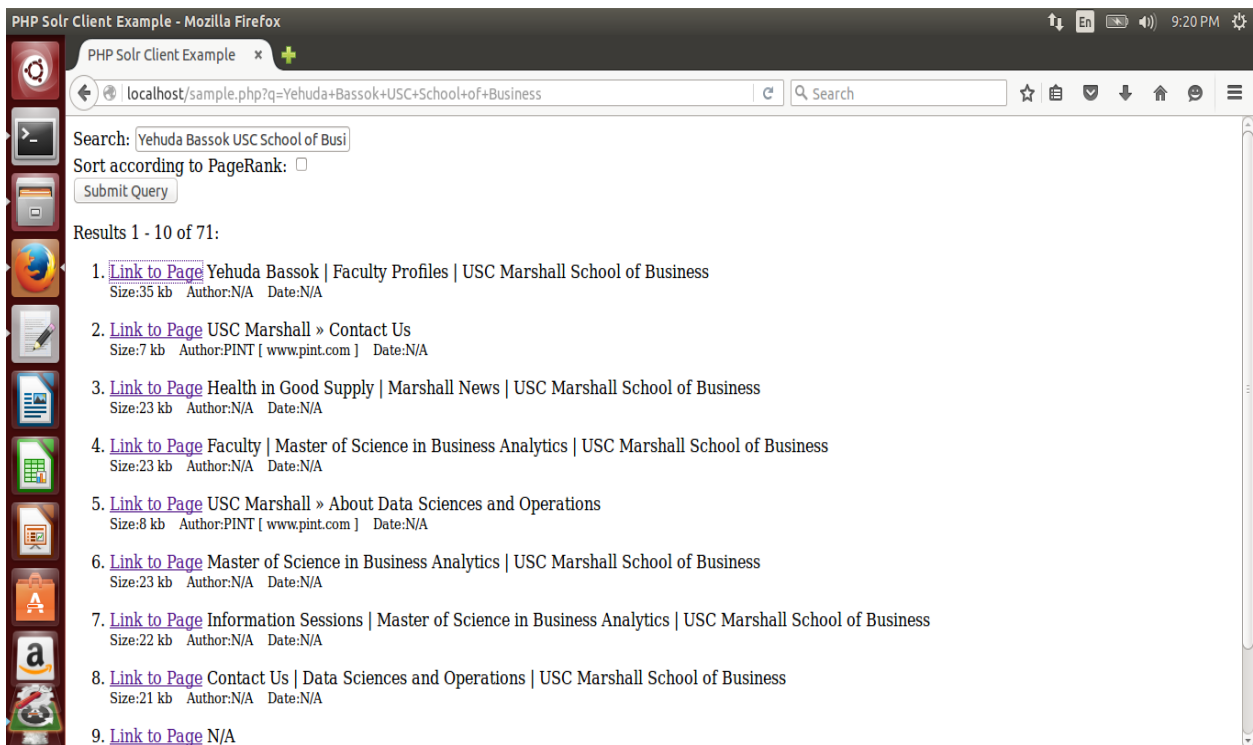 PHP Solr Client Example - Mozilla Firefox
En
9:20 PM
PHP Solr Client Example
localhost/sample.php?q=Yehuda+Bassok+USC+School+of+Business
Search
Search: Yehuda Bassok USC School of Busi
Sort according to PageRank:
Submit Query
Results 1 - 10 of 71:
1. Link to Page Yehuda Bassok | Faculty Profiles | USC Marshall School of Business
Size:35 kb Author:N/A Date:N/A
2. Link to Page USC Marshall » Contact Us
Size:7 kb Author:PINT [ www.pint.com ] Date:N/A
3. Link to Page Health in Good Supply | Marshall News | USC Marshall School of Business
Size:23 kb Author:N/A Date:N/A
4. Link to Page Faculty | Master of Science in Business Analytics | USC Marshall School of Business
Size:23 kb Author:N/A Date:N/A
5. Link to Page USC Marshall » About Data Sciences and Operations
Size:8 kb Author:PINT [ www.pint.com ] Date:N/A
6. Link to Page Master of Science in Business Analytics | USC Marshall School of Business
Size:23 kb Author:N/A Date:N/A
7. Link to Page Information Sessions | Master of Science in Business Analytics | USC Marshall School of Business
Size:22 kb Author:N/A Date:N/A
8. Link to Page Contact Us | Data Sciences and Operations | USC Marshall School of Business
Size:21 kb Author:N/A Date:N/A
9. Link to Page N/A